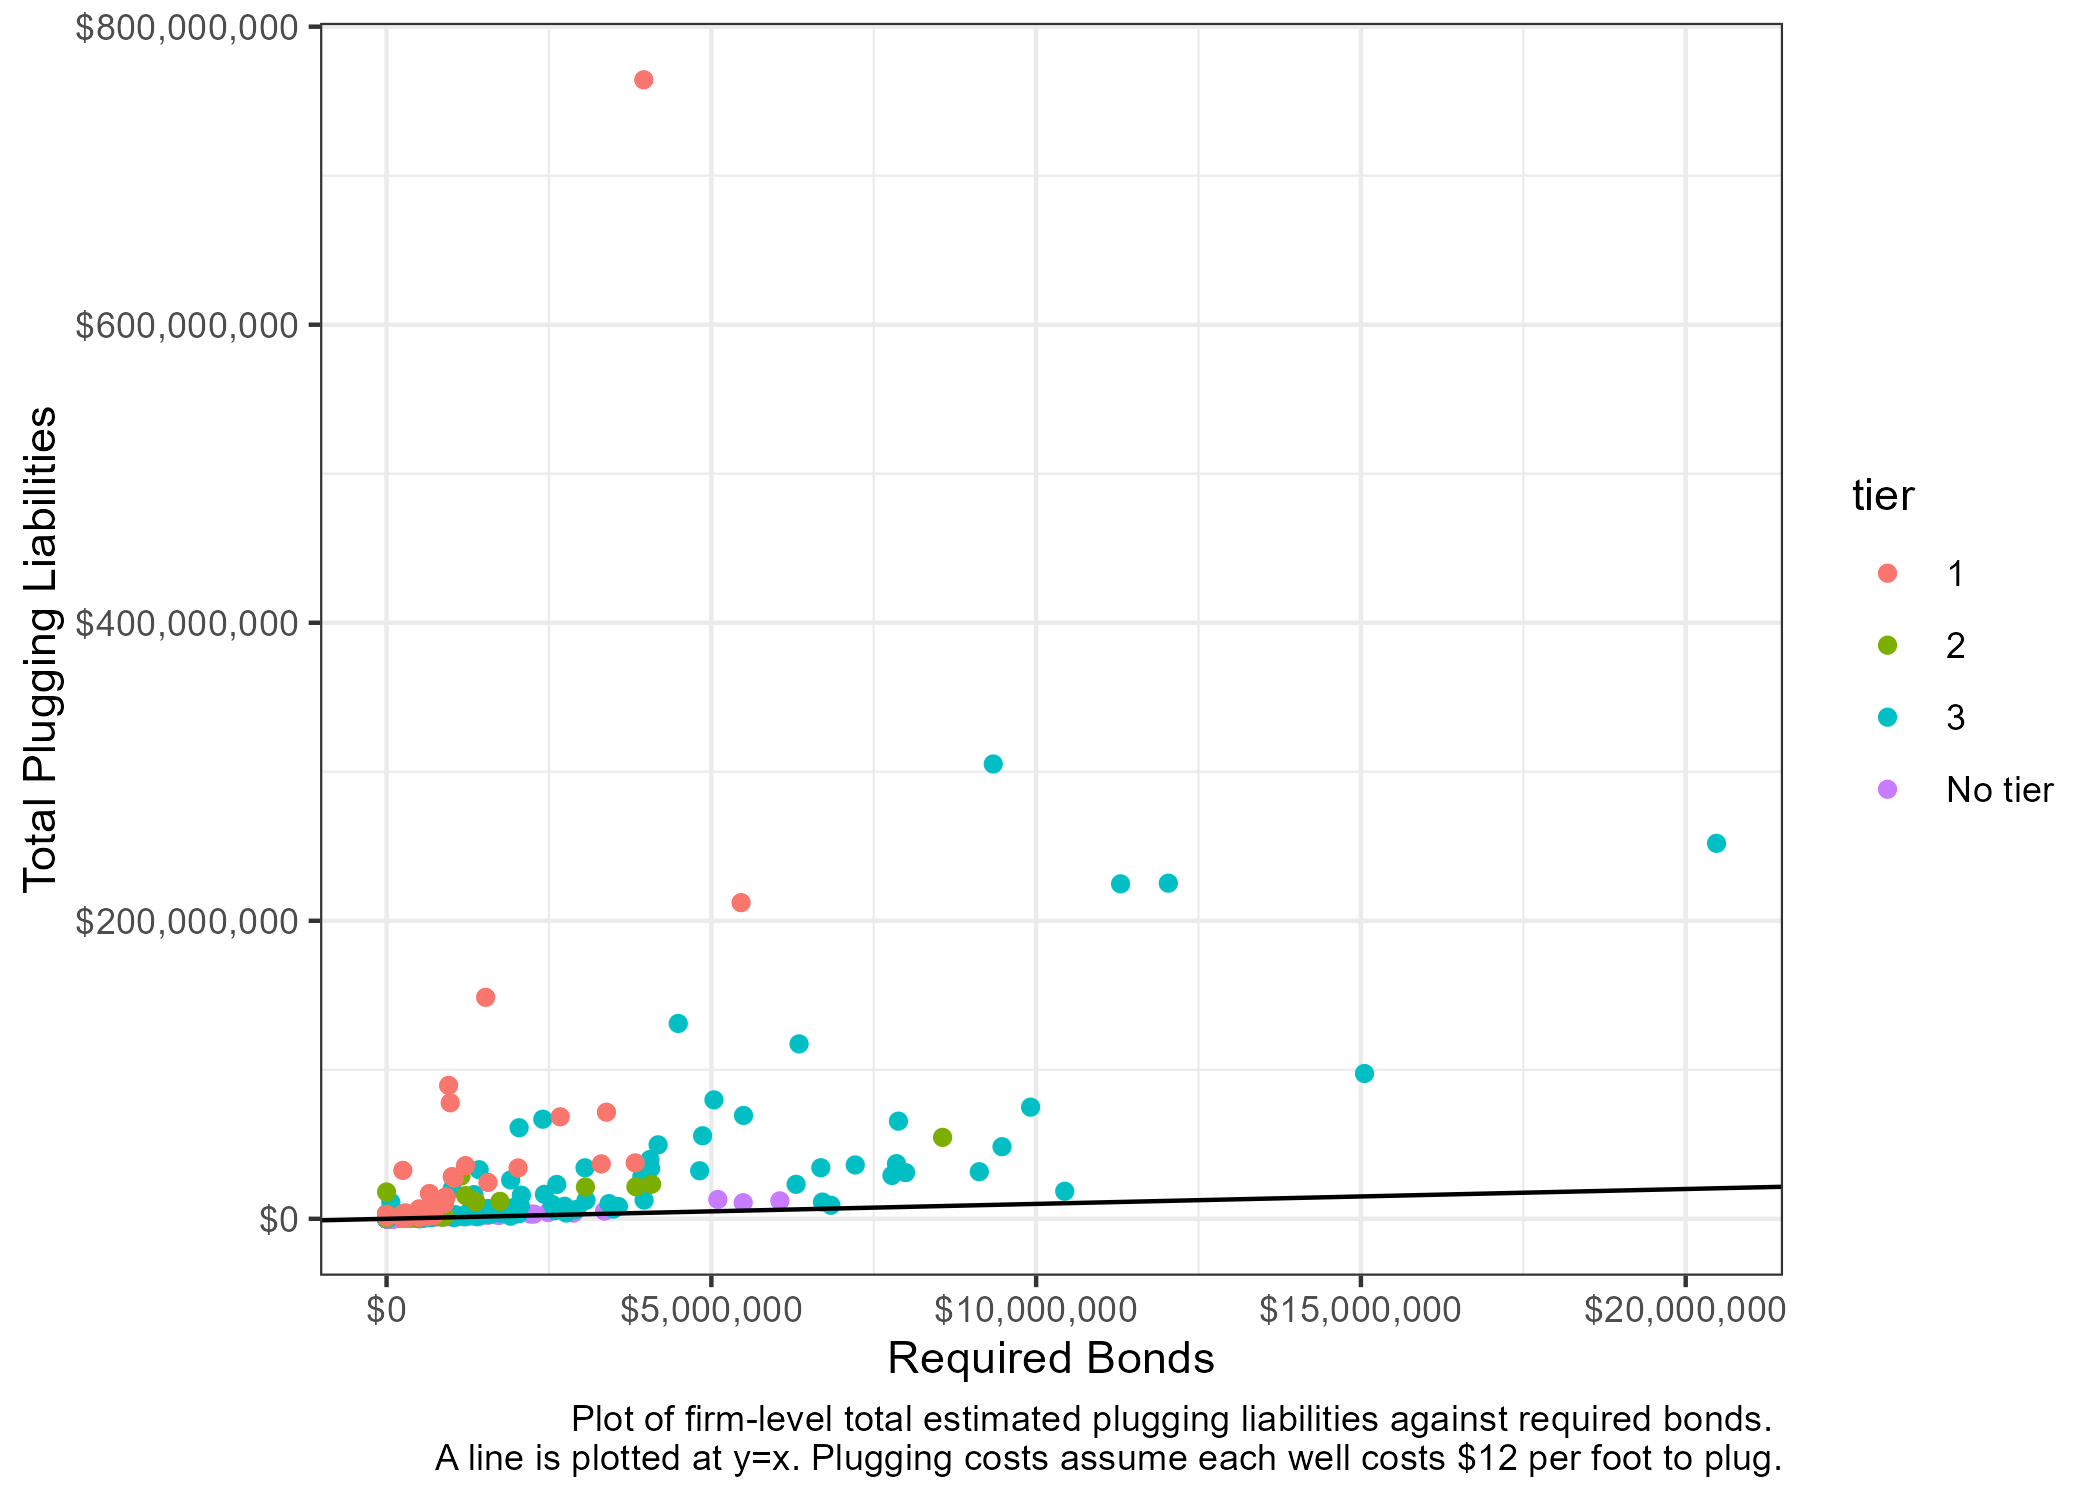 $800,000,000
$600,000,000
$400,000,000
$200,000,000
$0
Total Plugging Liabilities
$0
$5,000,000
$10,000,000
$15,000,000
$20,000,000
Required Bonds
tier
1
2
3
No tier
Plot of firm-level total estimated plugging liabilities against required bonds.
A line is plotted at y=x. Plugging costs assume each well costs $12 per foot to plug.